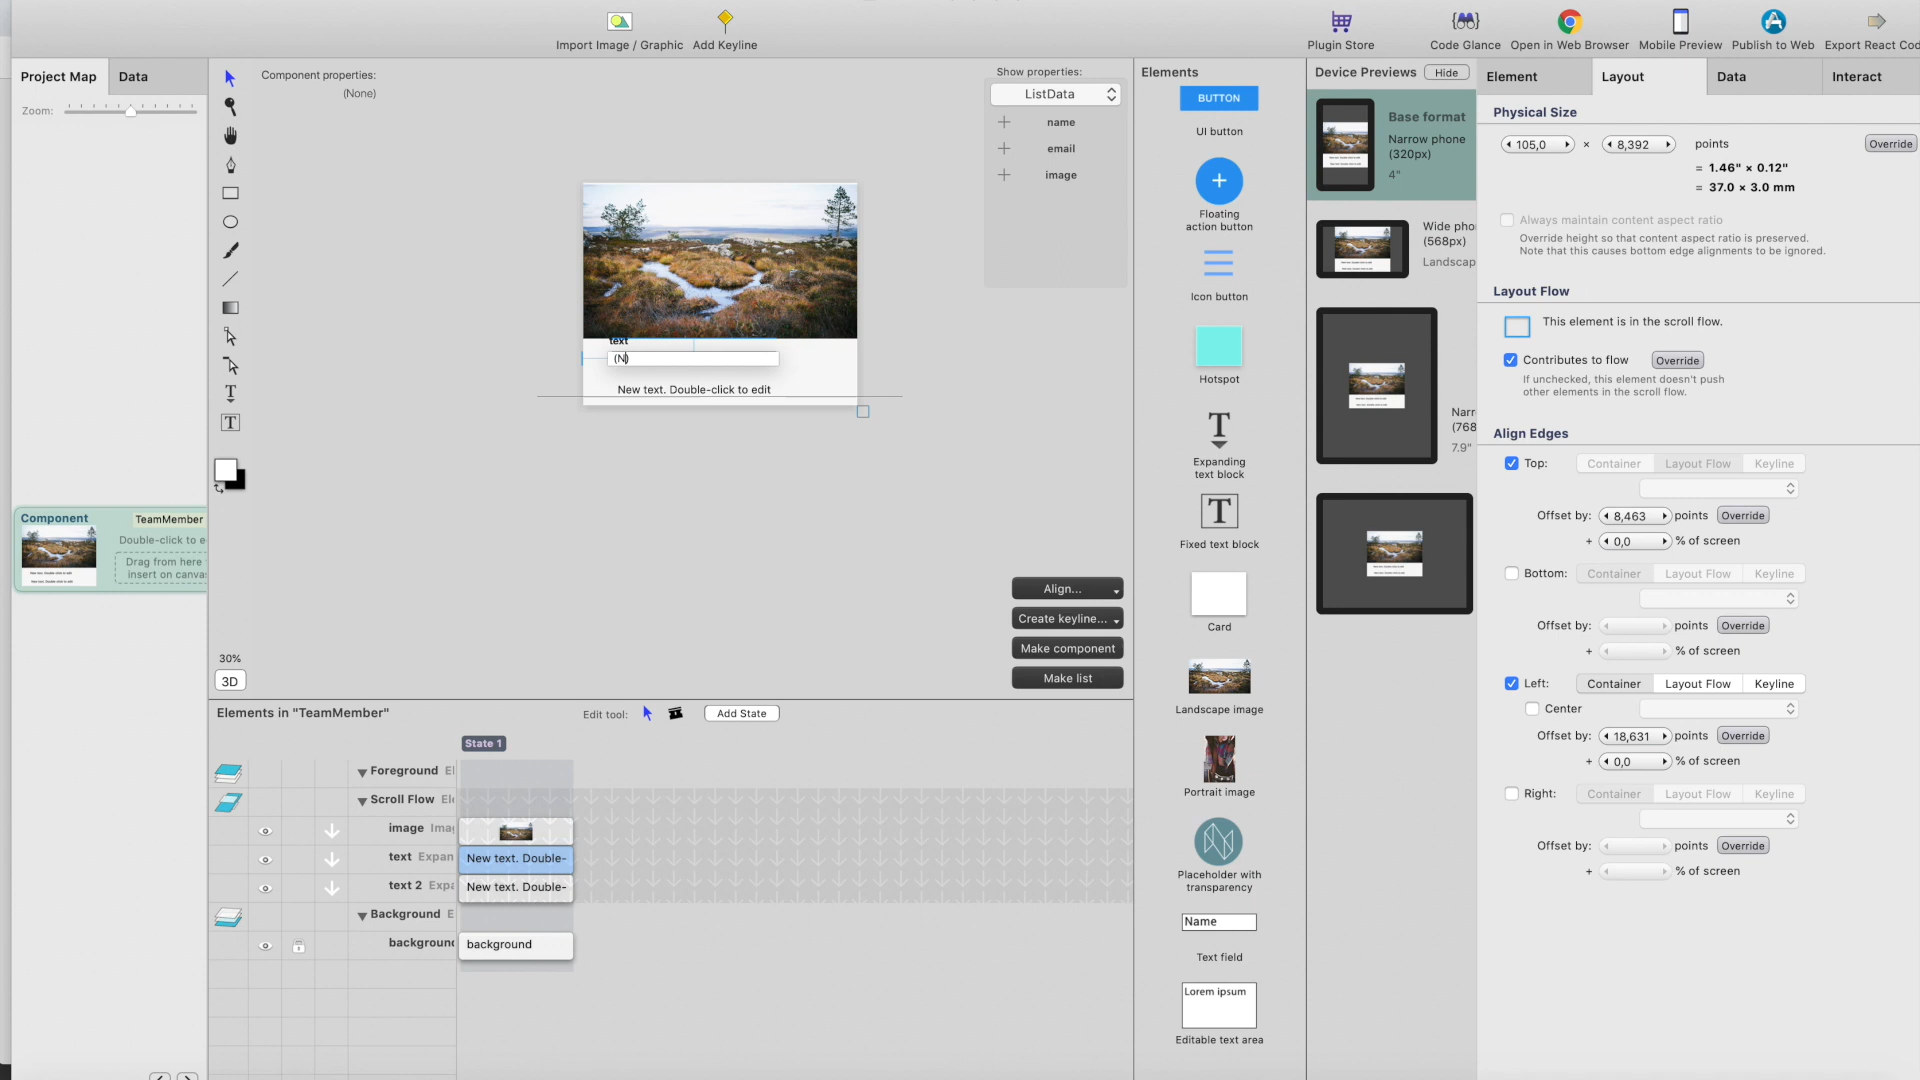 Import Image / Graphic
Add Keyline
Plugin Store
Code Glance
Open in Web Browser
Mobile Preview
Publish to Web
Export React Cod
Project Map
Data
Zoom:
Component
TeamMember
Double-click to e
Drag from here
insert on canvas
Component properties:
(None)
Show properties:
ListData
name
email
image
text
(N)
New text. Double-click to edit
30%
3D
Align...
Create keyline...
Make component
Make list
Elements in "TeamMember"
Edit tool:
Add State
State 1
Foreground
Scroll Flow
image
text
Expan
New text. Double-
text 2
New text. Double-
Background
background
background
Elements
BUTTON
UI button
Floating
action button
Icon button
Hotspot
T
Expanding
text block
T
Fixed text block
Card
Landscape image
Portrait image
Placeholder with
transparency
Name
Text field
Lorem ipsum
Editable text area
Device Previews
Hide
Base format
Narrow phone
(320px)
4"
Wide pho
(568px)
Landscap
Narr
(768
7.9"
Element
Layout
Data
Interact
Physical Size
105,0 × 8,392 points
Override
= 1.46" × 0.12"
= 37.0 × 3.0 mm
Always maintain content aspect ratio
Override height so that content aspect ratio is preserved.
Note that this causes bottom edge alignments to be ignored.
Layout Flow
This element is in the scroll flow.
Contributes to flow
Override
If unchecked, this element doesn't push
other elements in the scroll flow.
Align Edges
Top: Container Layout Flow Keyline
Offset by: 8,463 points Override
+ 0,0 % of screen
Bottom: Container Layout Flow Keyline
Offset by: points Override
+ % of screen
Left: Container Layout Flow Keyline
Center
Offset by: 18,631 points Override
+ 0,0 % of screen
Right: Container Layout Flow Keyline
Offset by: points Override
+ % of screen